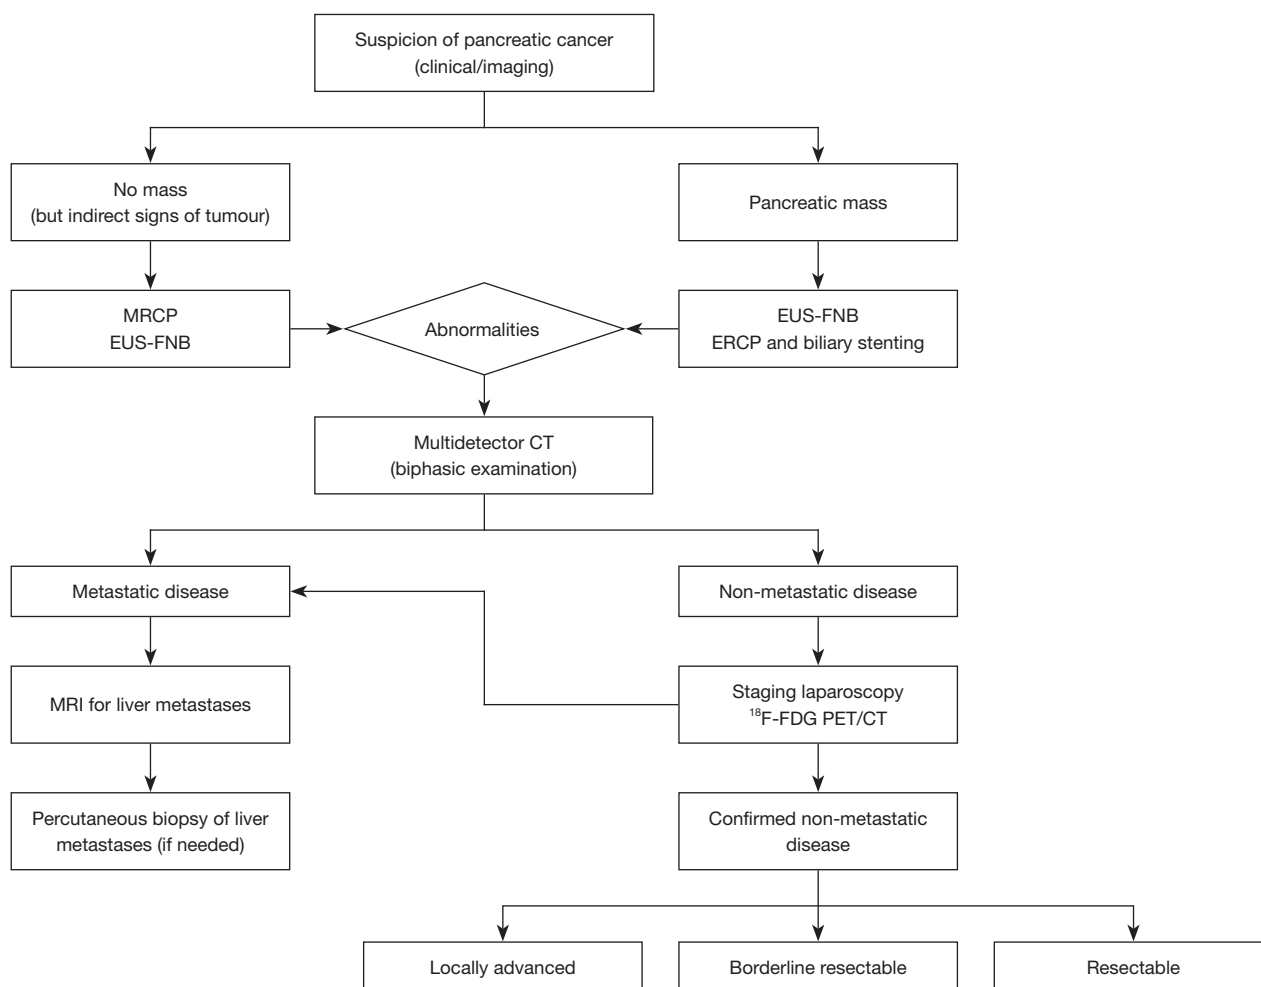 Suspicion of pancreatic cancer
(clinical/imaging)
No mass
(but indirect signs of tumour)
Pancreatic mass
MRCP
EUS-FNB
Abnormalities
EUS-FNB
ERCP and biliary stenting
Multidetector CT
(biphasic examination)
Metastatic disease
Non-metastatic disease
MRI for liver metastases
Staging laparoscopy
¹⁸F-FDG PET/CT
Percutaneous biopsy of liver
metastases (if needed)
Confirmed non-metastatic
disease
Locally advanced
Borderline resectable
Resectable